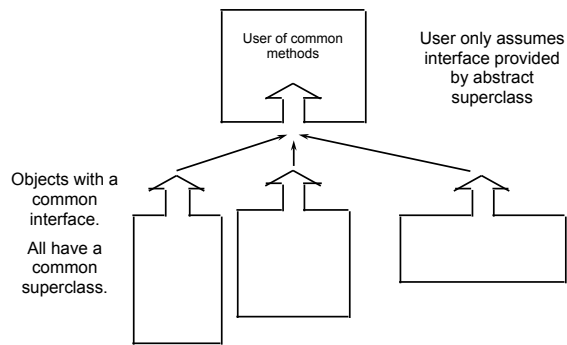 User of common
methods
User only assumes
interface provided
by abstract
superclass
Objects with a
common
interface.
All have a
common
superclass.